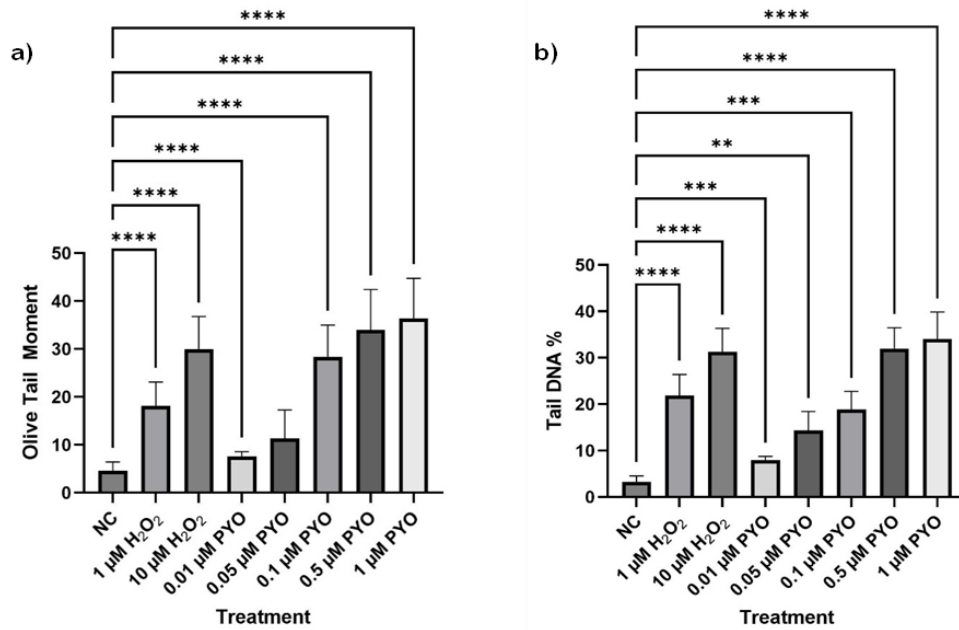 a)
****
****
****
****
****
****
Olive Tail Moment
50
40
30
20
10
0
NC
1 µM H₂O₂
10 µM H₂O₂
0.01 µM PYO
0.05 µM PYO
0.1 µM PYO
0.5 µM PYO
1 µM PYO
Treatment
b)
****
****
***
**
***
****
****
Tail DNA %
50
40
30
20
10
0
NC
1 µM H₂O₂
10 µM H₂O₂
0.01 µM PYO
0.05 µM PYO
0.1 µM PYO
0.5 µM PYO
1 µM PYO
Treatment